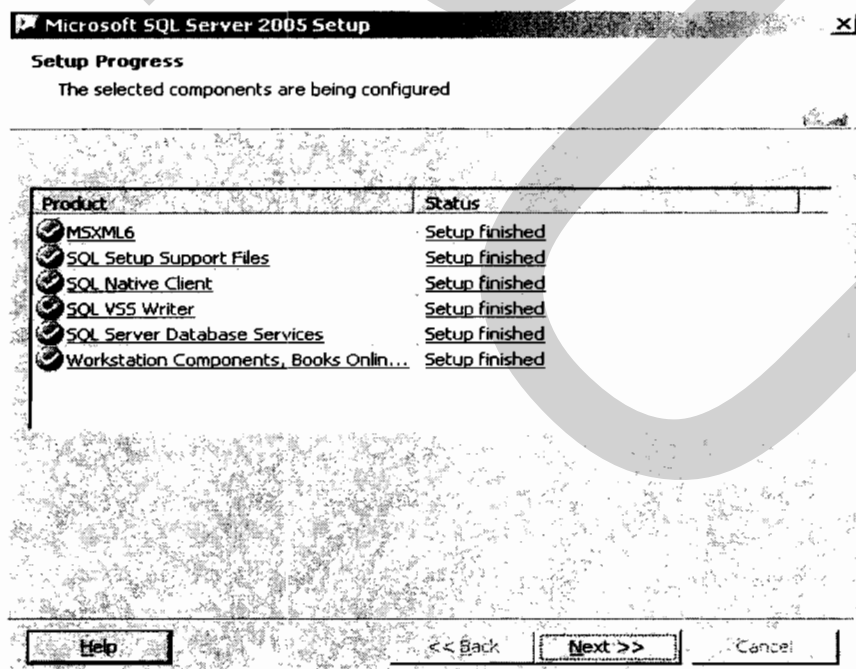 Microsoft SQL Server 2005 Setup
Setup Progress
The selected components are being configured
Product Status
MSXML6 Setup finished
SQL Setup Support Files Setup finished
SQL Native Client Setup finished
SQL VSS Writer Setup finished
SQL Server Database Services Setup finished
Workstation Components, Books Onlin... Setup finished
Help << Back Next >> Cancel